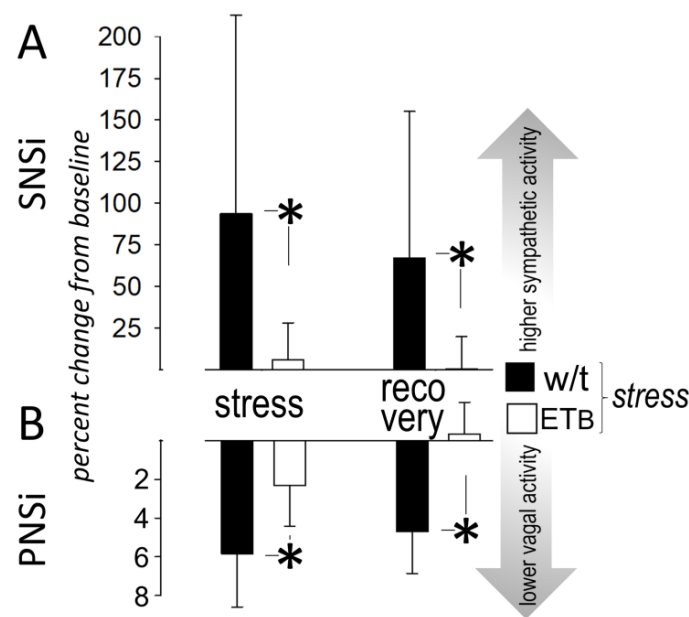 A
SNSi
percent change from baseline
200
175
150
125
100
75
50
25
*
*
higher sympathetic activity
w/t
ETB
stress
stress
reco
very
B
PNSi
2
4
6
8
*
*
lower vagal activity